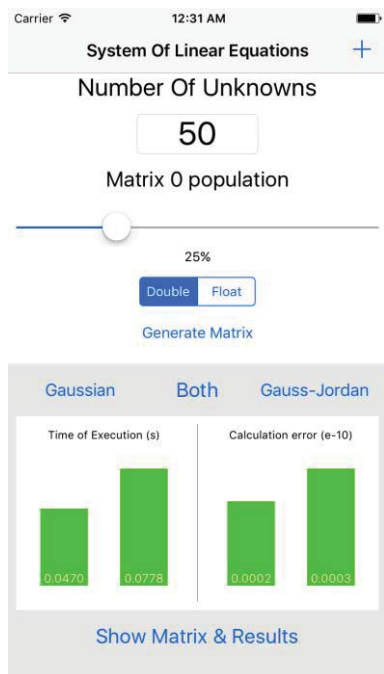 Carrier 12:31 AM
System Of Linear Equations +
Number Of Unknowns
50
Matrix 0 population
25%
Double Float
Generate Matrix
Gaussian Both Gauss-Jordan
Time of Execution (s) Calculation error (e-10)
0.0470 0.0778 0.0002 0.0003
Show Matrix & Results